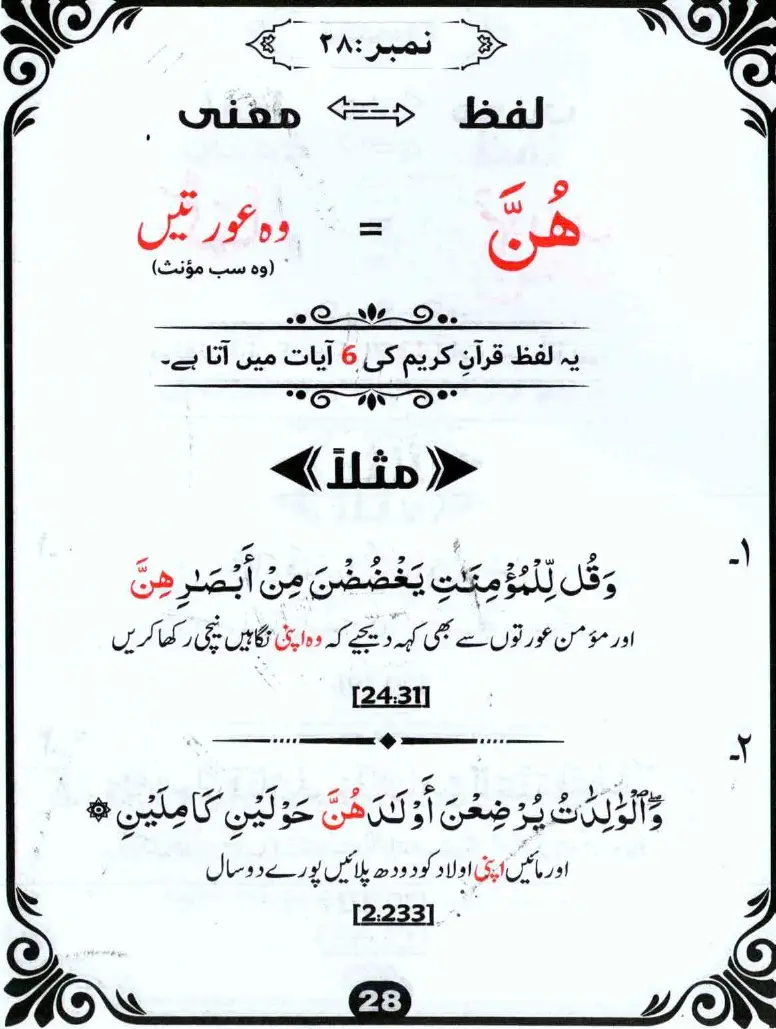 نمبر:۲۸
لفظ معنی
هُنَّ = وہ عورتیں
(وہ سب مؤنث)
یہ لفظ قرآنِ کریم کی 6 آیات میں آتا ہے۔
مثلاً
۱۔
وَقُل لِّلْمُؤْمِنَٰتِ يَغْضُضْنَ مِنْ أَبْصَٰرِهِنَّ
اور مؤمن عورتوں سے بھی کہہ دیجیے کہ وہ اپنی نگاہیں نیچی رکھا کریں
[24:31]
۲۔
وَٱلْوَٰلِدَٰتُ يُرْضِعْنَ أَوْلَٰدَهُنَّ حَوْلَيْنِ كَامِلَيْنِ ۞
اور مائیں اپنی اولاد کو دودھ پلائیں پورے دو سال
[2:233]
28